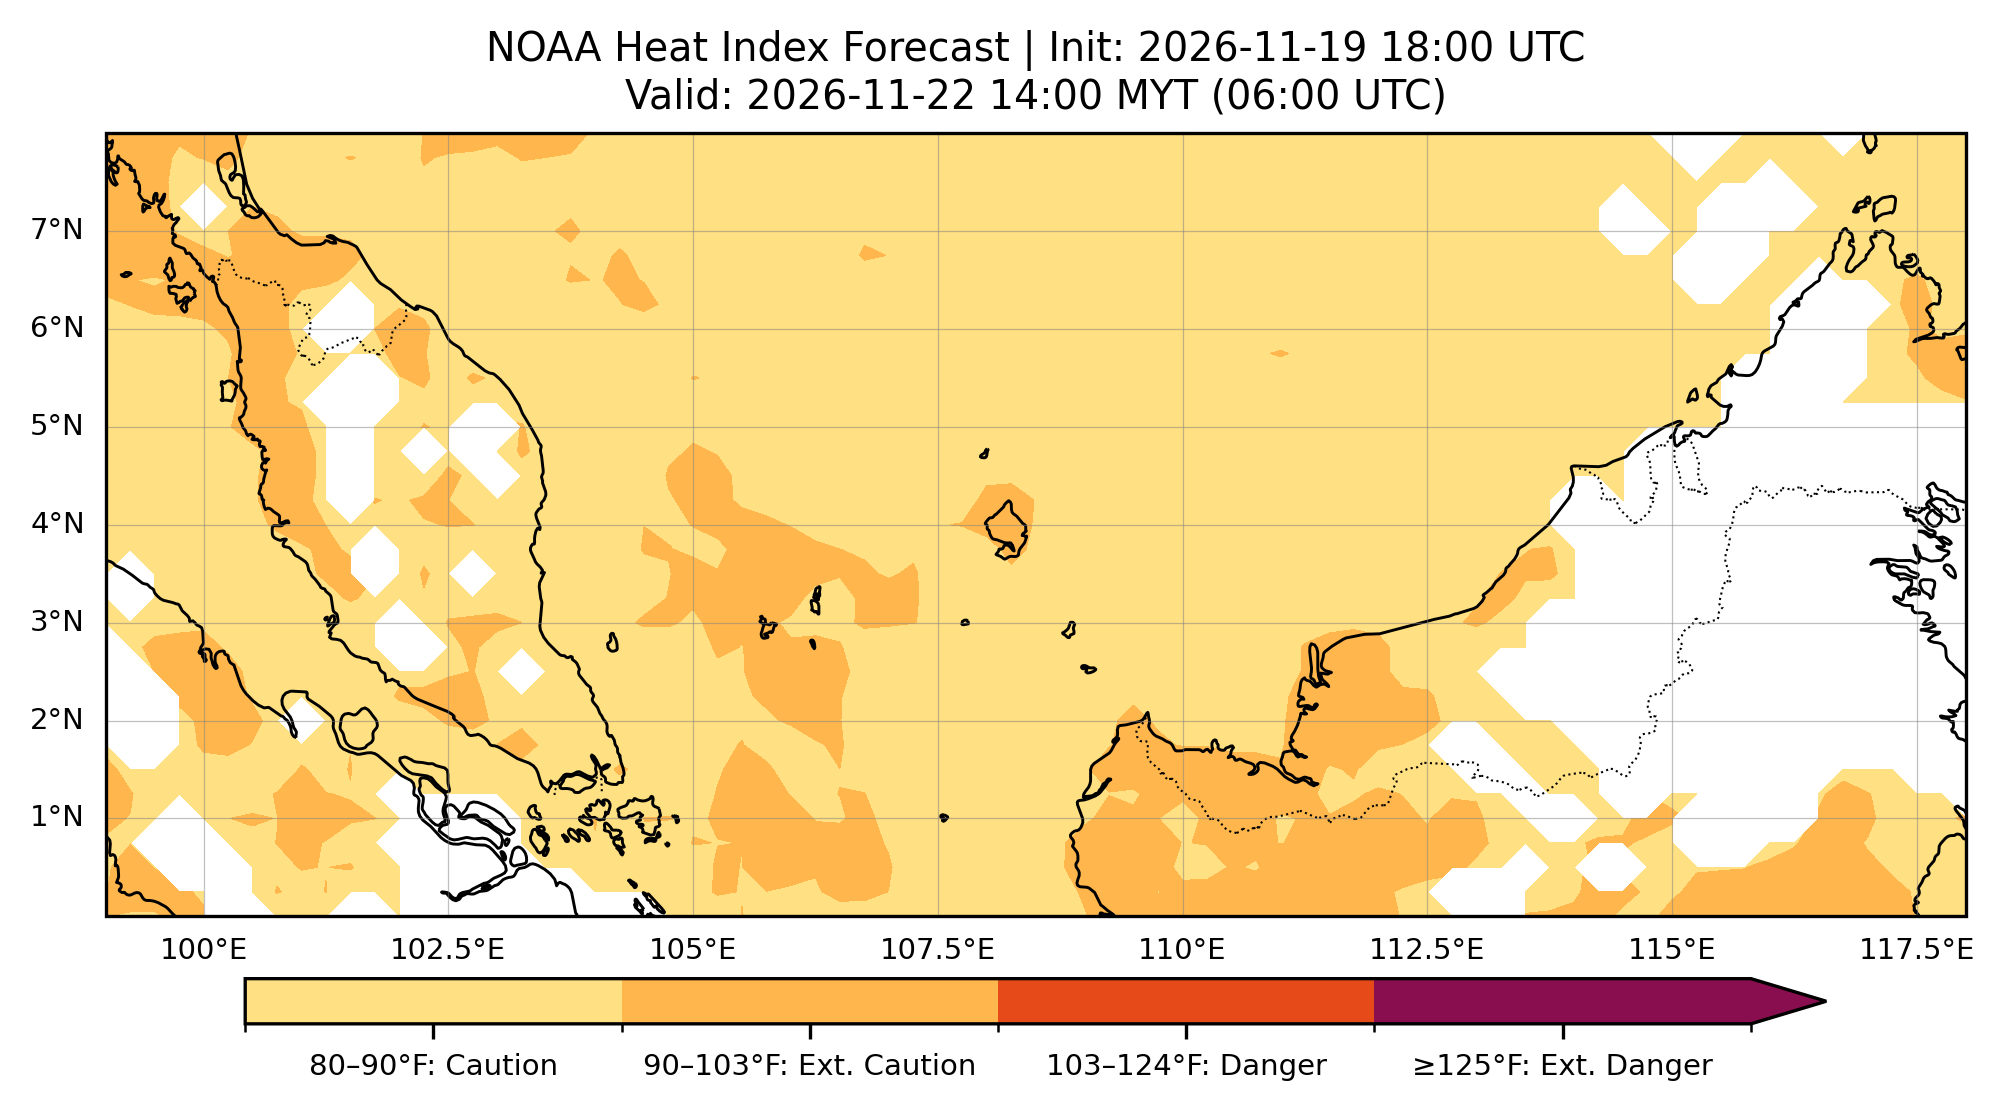 NOAA Heat Index Forecast | Init: 2026-11-19 18:00 UTC
Valid: 2026-11-22 14:00 MYT (06:00 UTC)
7°N
6°N
5°N
4°N
3°N
2°N
1°N
100°E
102.5°E
105°E
107.5°E
110°E
112.5°E
115°E
117.5°E
80–90°F: Caution
90–103°F: Ext. Caution
103–124°F: Danger
≥125°F: Ext. Danger